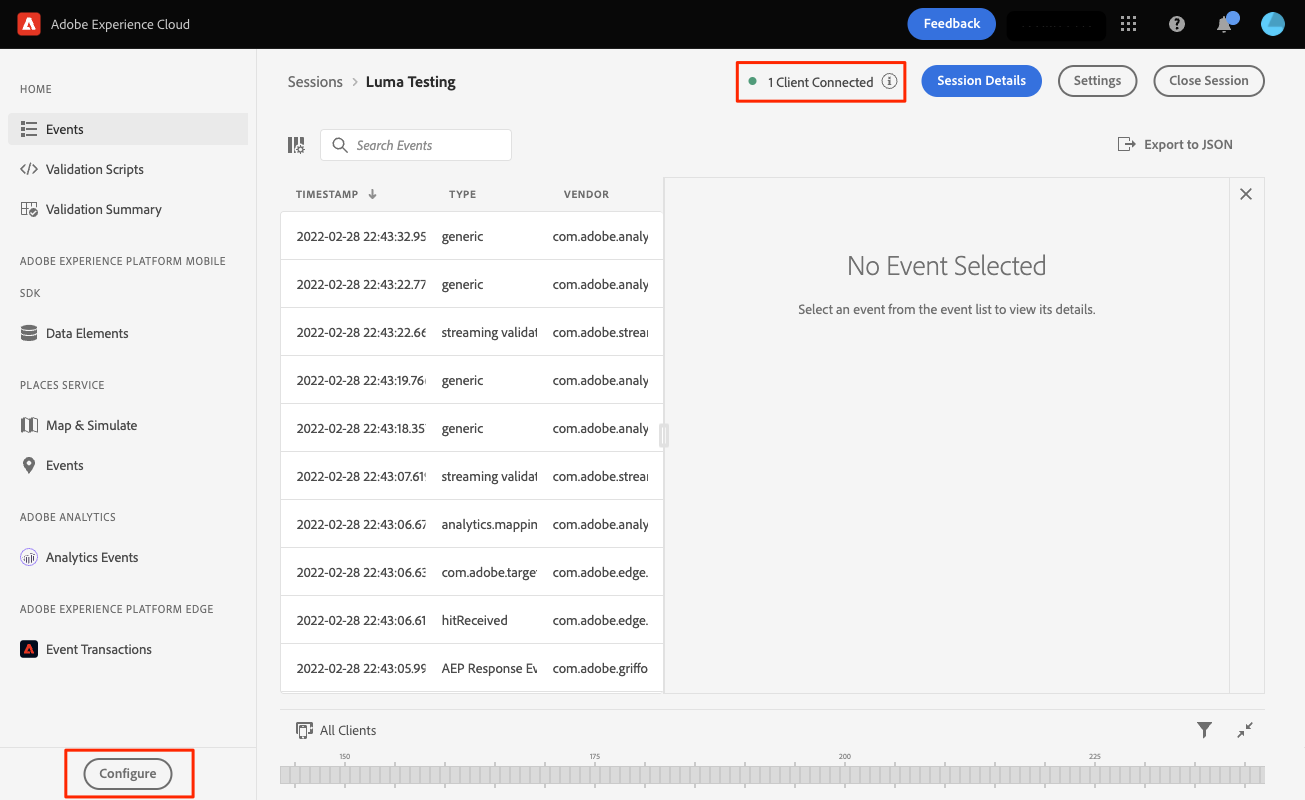 Adobe Experience Cloud
Feedback
HOME
Events
Validation Scripts
Validation Summary
ADOBE EXPERIENCE PLATFORM MOBILE
SDK
Data Elements
PLACES SERVICE
Map & Simulate
Events
ADOBE ANALYTICS
Analytics Events
ADOBE EXPERIENCE PLATFORM EDGE
Event Transactions
Configure
Sessions > Luma Testing
1 Client Connected
Session Details
Settings
Close Session
Search Events
Export to JSON
TIMESTAMP TYPE VENDOR
2022-02-28 22:43:32.95 generic com.adobe.analy
2022-02-28 22:43:22.77 generic com.adobe.analy
2022-02-28 22:43:22.66 streaming validat com.adobe.strea
2022-02-28 22:43:19.76 generic com.adobe.analy
2022-02-28 22:43:18.35 generic com.adobe.analy
2022-02-28 22:43:07.61 streaming validat com.adobe.strea
2022-02-28 22:43:06.67 analytics.mappin com.adobe.analy
2022-02-28 22:43:06.63 com.adobe.targe com.adobe.edge.
2022-02-28 22:43:06.61 hitReceived com.adobe.edge.
2022-02-28 22:43:05.99 AEP Response Ev com.adobe.griffo
No Event Selected
Select an event from the event list to view its details.
All Clients
150 175 200 225